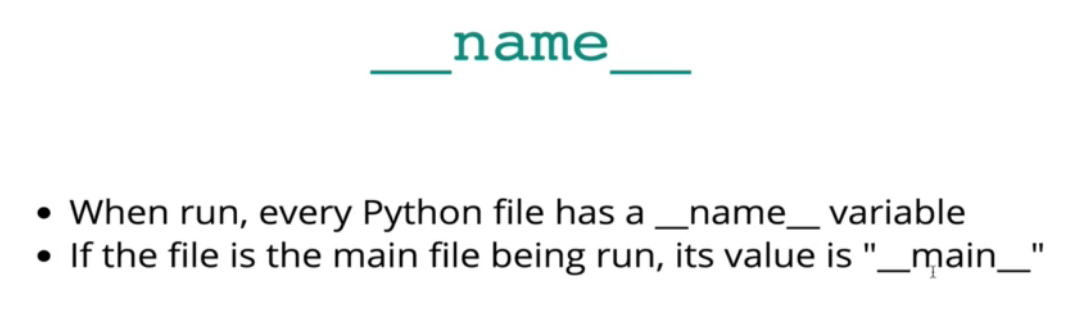 __name__
• When run, every Python file has a __name__ variable
• If the file is the main file being run, its value is "__main__"